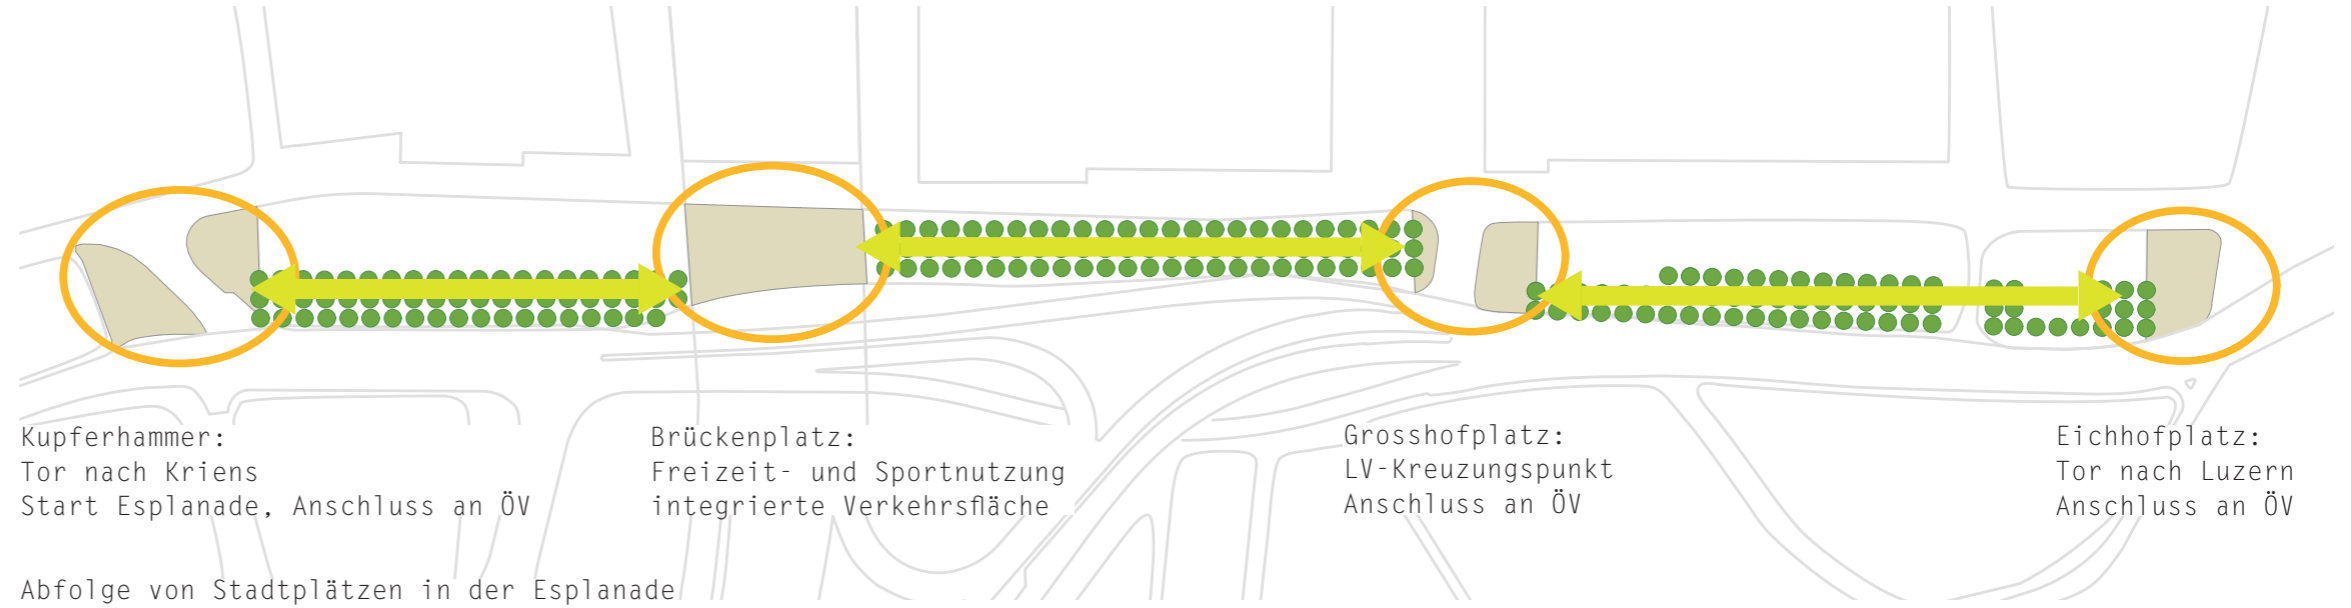 Kupferhammer:
Tor nach Kriens
Start Esplanade, Anschluss an ÖV
Brückenplatz:
Freizeit- und Sportnutzung
integrierte Verkehrsfläche
Grosshofplatz:
LV-Kreuzungspunkt
Anschluss an ÖV
Eichhofplatz:
Tor nach Luzern
Anschluss an ÖV
Abfolge von Stadtplätzen in der Esplanade